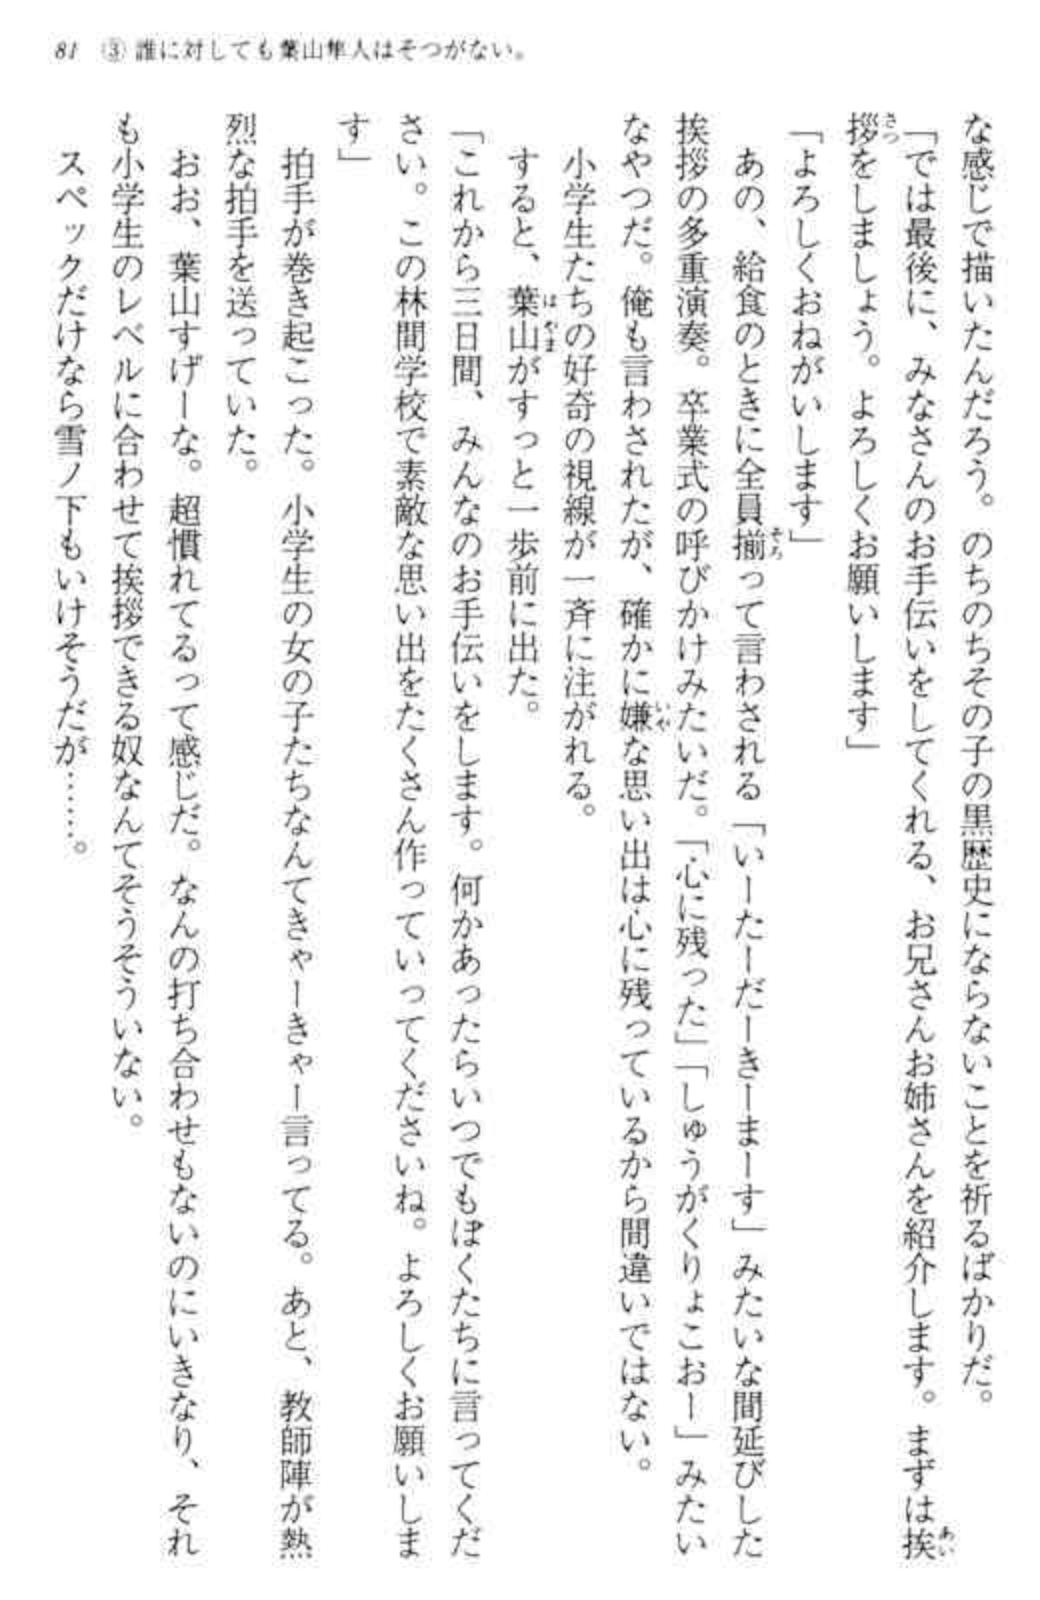 81　③ 誰に対しても葉山隼人はそつがない。
な感じで描いたんだろう。のちのちその子の黒歴史にならないことを祈るばかりだ。
「では最後に、みなさんのお手伝いをしてくれる、お兄さんお姉さんを紹介します。まずは挨
拶をしましょう。よろしくお願いします」
「よろしくおねがいします」
　あの、給食のときに全員揃って言わされる「いーたーだーきーまーす」みたいな間延びした
挨拶の多重演奏。卒業式の呼びかけみたいだ。「心に残った」「しゅうがくりょこおー」みたい
なやつだ。俺も言わされたが、確かに嫌な思い出は心に残っているから間違いではない。
　小学生たちの好奇の視線が一斉に注がれる。
　すると、葉山がすっと一歩前に出た。
「これから三日間、みんなのお手伝いをします。何かあったらいつでもぼくたちに言ってくだ
さい。この林間学校で素敵な思い出をたくさん作っていってくださいね。よろしくお願いしま
す」
　拍手が巻き起こった。小学生の女の子たちなんてきゃーきゃー言ってる。あと、教師陣が熱
烈な拍手を送っていた。
　おお、葉山すげーな。超慣れてるって感じだ。なんの打ち合わせもないのにいきなり、それ
も小学生のレベルに合わせて挨拶できる奴なんてそうそういない。
　スペックだけなら雪ノ下もいけそうだが……。